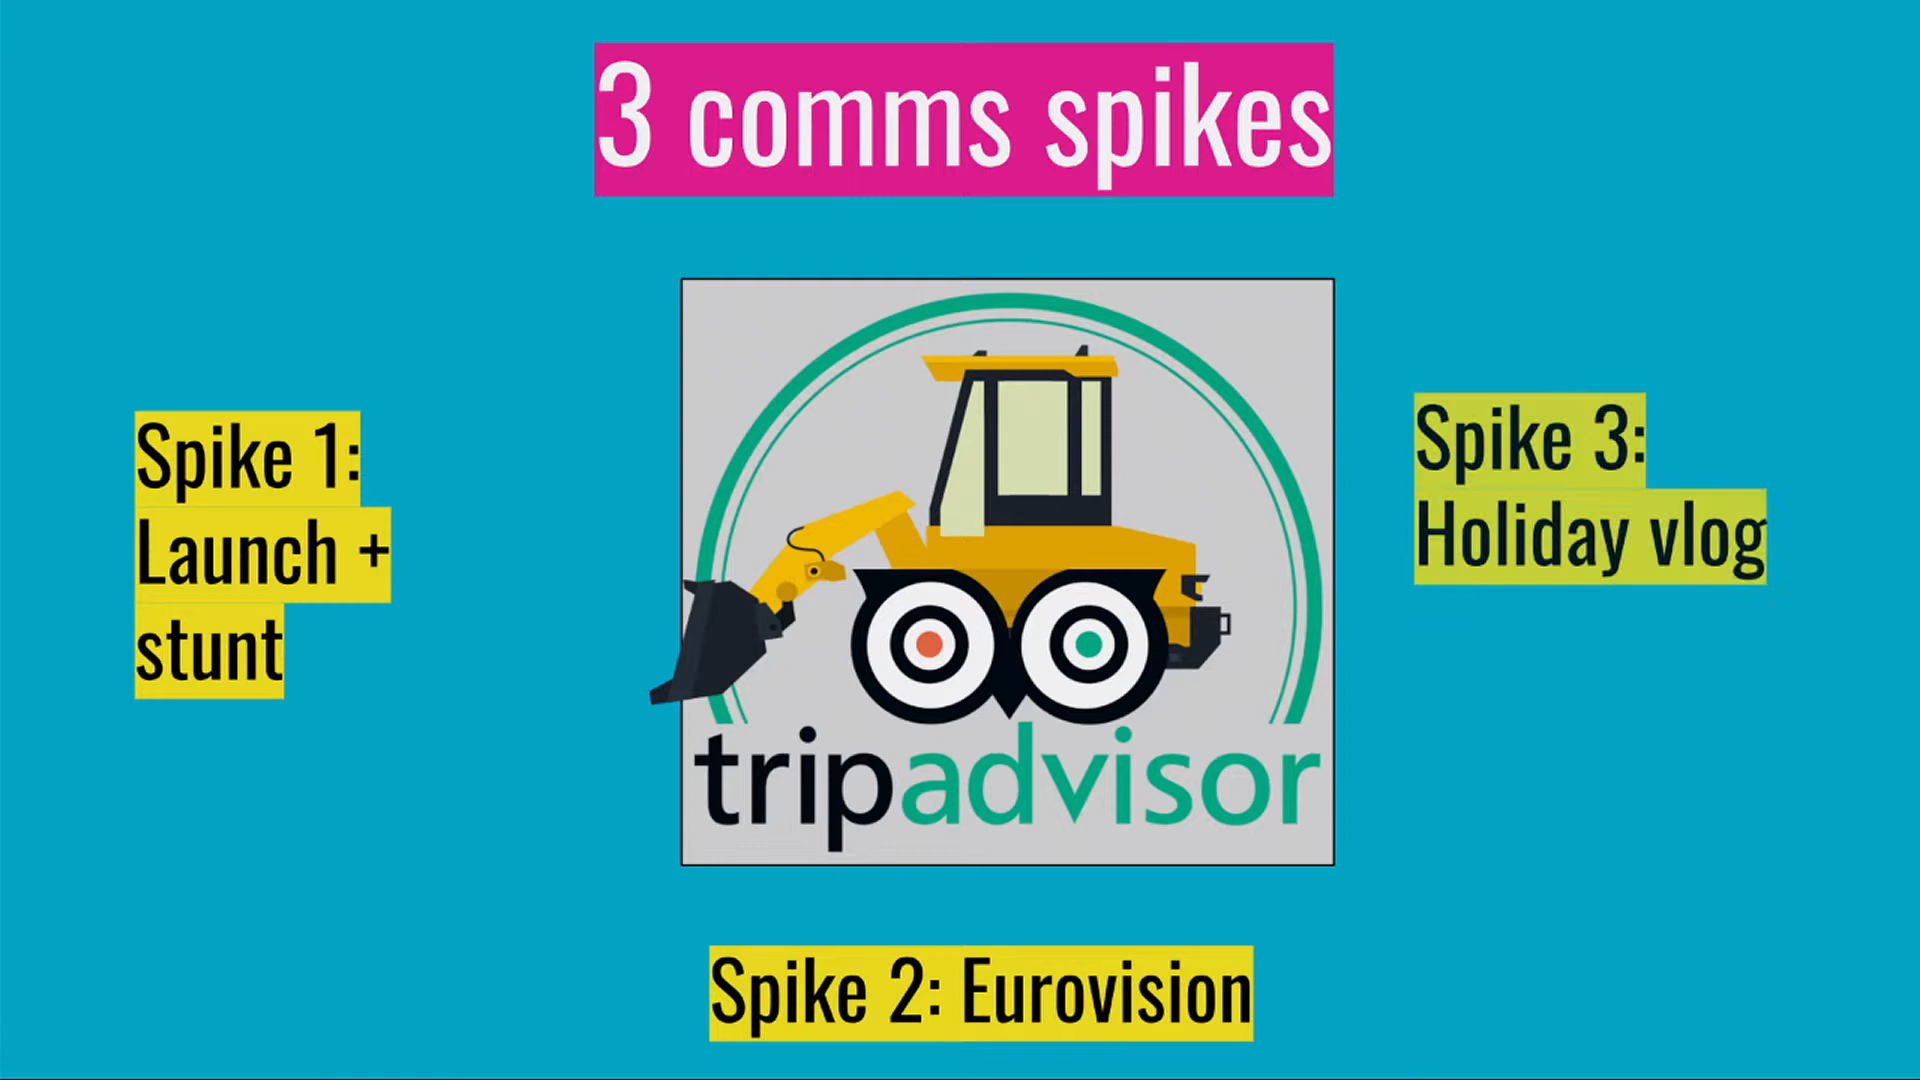 3 comms spikes
Spike 1:
Launch +
stunt
Spike 3:
Holiday vlog
tripadvisor
Spike 2: Eurovision